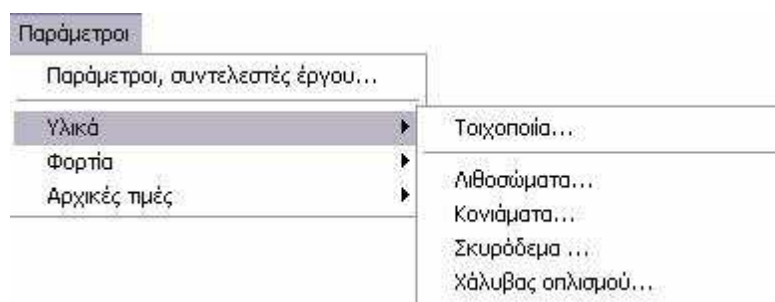 Παράμετροι
Παράμετροι, συντελεστές έργου...
Υλικά
Φορτία
Αρχικές τιμές
Τοιχοποιία...
Λιθοσώματα...
Κονιάματα...
Σκυρόδεμα ...
Χάλυβας οπλισμού...